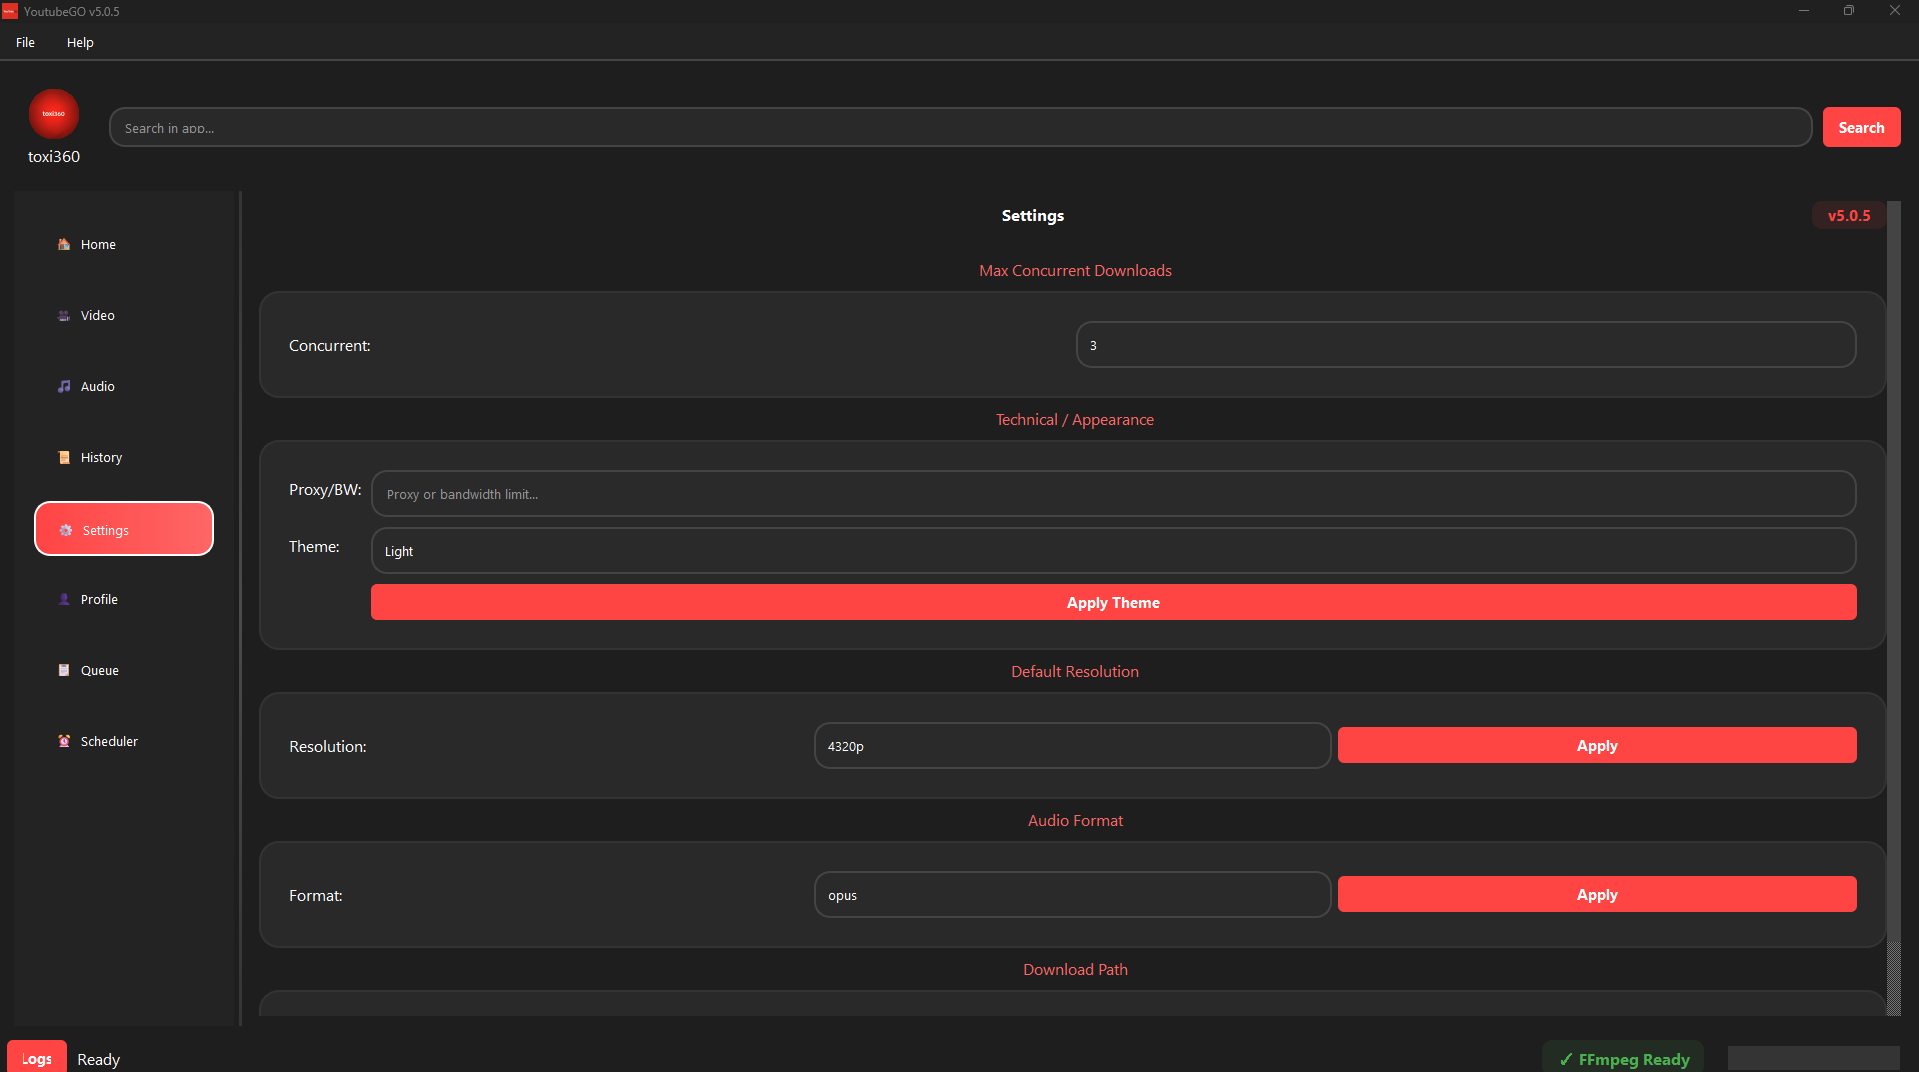 YoutubeGO v5.0.5
File
Help
toxi360
toxi360
Search in app...
Search
Home
Video
Audio
History
Settings
Profile
Queue
Scheduler
Settings
v5.0.5
Max Concurrent Downloads
Concurrent:
3
Technical / Appearance
Proxy/BW:
Proxy or bandwidth limit...
Theme:
Light
Apply Theme
Default Resolution
Resolution:
4320p
Apply
Audio Format
Format:
opus
Apply
Download Path
Logs
Ready
✓ FFmpeg Ready